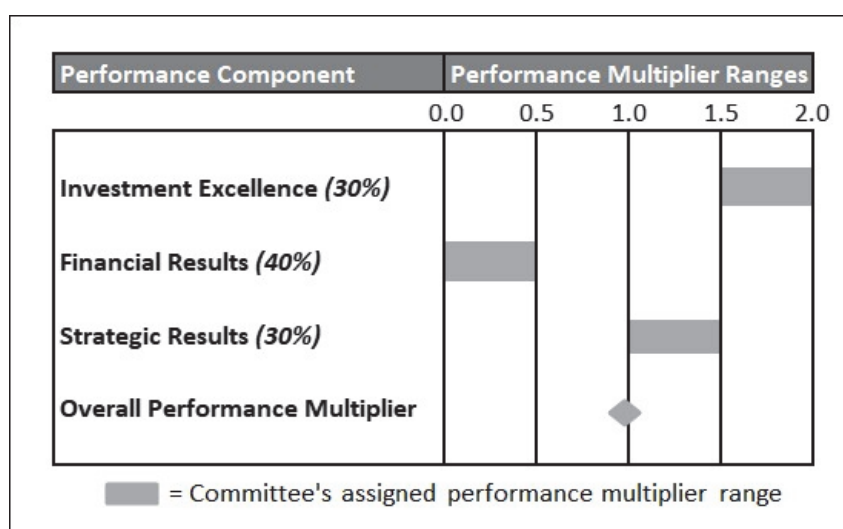 Performance Component Performance Multiplier Ranges
0.0 0.5 1.0 1.5 2.0
Investment Excellence (30%)
Financial Results (40%)
Strategic Results (30%)
Overall Performance Multiplier
= Committee's assigned performance multiplier range